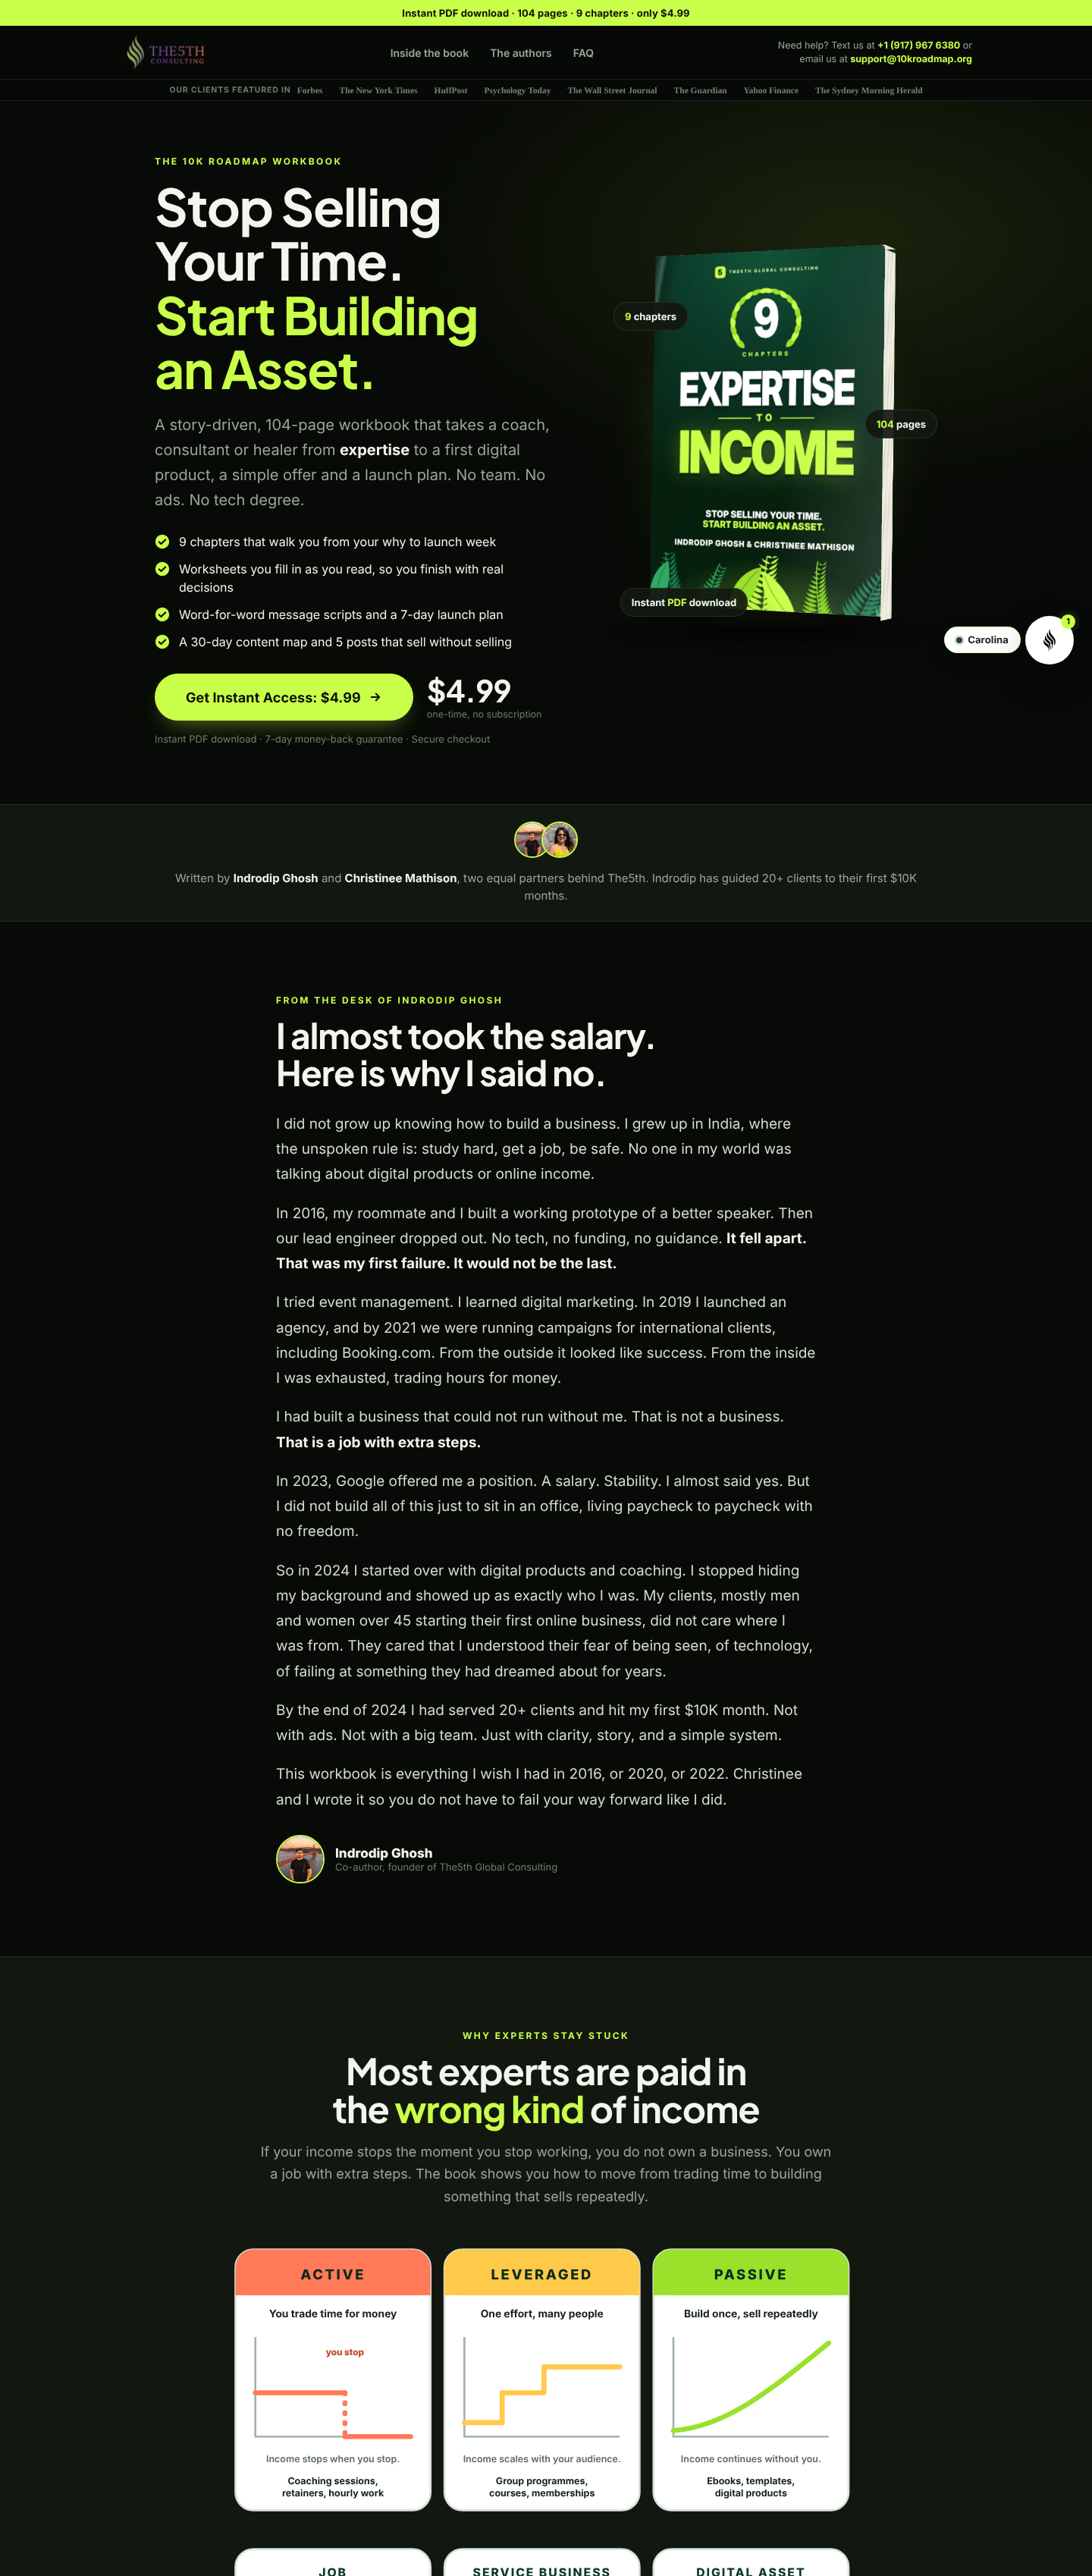 Instant PDF download · 104 pages · 9 chapters · only $4.99
THE5TH
CONSULTING
Inside the book
The authors
FAQ
Need help? Text us at +1 (917) 967 6380 or
email us at support@10kroadmap.org
OUR CLIENTS FEATURED IN Forbes The New York Times HuffPost Psychology Today The Wall Street Journal The Guardian Yahoo Finance The Sydney Morning Herald
THE 10K ROADMAP WORKBOOK
Stop Selling
Your Time.
Start Building
an Asset.
A story-driven, 104-page workbook that takes a coach,
consultant or healer from expertise to a first digital
product, a simple offer and a launch plan. No team. No
ads. No tech degree.
9 chapters that walk you from your why to launch week
Worksheets you fill in as you read, so you finish with real
decisions
Word-for-word message scripts and a 7-day launch plan
A 30-day content map and 5 posts that sell without selling
Get Instant Access: $4.99 →
$4.99
one-time, no subscription
Instant PDF download · 7-day money-back guarantee · Secure checkout
5 THE5TH GLOBAL CONSULTING
9
CHAPTERS
EXPERTISE
TO
INCOME
STOP SELLING YOUR TIME.
START BUILDING AN ASSET.
INDRODIP GHOSH & CHRISTINEE MATHISON
9 chapters
104 pages
Instant PDF download
Carolina
1
Written by Indrodip Ghosh and Christinee Mathison, two equal partners behind The5th. Indrodip has guided 20+ clients to their first $10K
months.
FROM THE DESK OF INDRODIP GHOSH
I almost took the salary.
Here is why I said no.
I did not grow up knowing how to build a business. I grew up in India, where
the unspoken rule is: study hard, get a job, be safe. No one in my world was
talking about digital products or online income.
In 2016, my roommate and I built a working prototype of a better speaker. Then
our lead engineer dropped out. No tech, no funding, no guidance. It fell apart.
That was my first failure. It would not be the last.
I tried event management. I learned digital marketing. In 2019 I launched an
agency, and by 2021 we were running campaigns for international clients,
including Booking.com. From the outside it looked like success. From the inside
I was exhausted, trading hours for money.
I had built a business that could not run without me. That is not a business.
That is a job with extra steps.
In 2023, Google offered me a position. A salary. Stability. I almost said yes. But
I did not build all of this just to sit in an office, living paycheck to paycheck with
no freedom.
So in 2024 I started over with digital products and coaching. I stopped hiding
my background and showed up as exactly who I was. My clients, mostly men
and women over 45 starting their first online business, did not care where I
was from. They cared that I understood their fear of being seen, of technology,
of failing at something they had dreamed about for years.
By the end of 2024 I had served 20+ clients and hit my first $10K month. Not
with ads. Not with a big team. Just with clarity, story, and a simple system.
This workbook is everything I wish I had in 2016, or 2020, or 2022. Christinee
and I wrote it so you do not have to fail your way forward like I did.
Indrodip Ghosh
Co-author, founder of The5th Global Consulting
WHY EXPERTS STAY STUCK
Most experts are paid in
the wrong kind of income
If your income stops the moment you stop working, you do not own a business. You own
a job with extra steps. The book shows you how to move from trading time to building
something that sells repeatedly.
ACTIVE
You trade time for money
you stop
Income stops when you stop.
Coaching sessions,
retainers, hourly work
LEVERAGED
One effort, many people
Income scales with your audience.
Group programmes,
courses, memberships
PASSIVE
Build once, sell repeatedly
Income continues without you.
Ebooks, templates,
digital products
JOB
SERVICE BUSINESS
DIGITAL ASSET